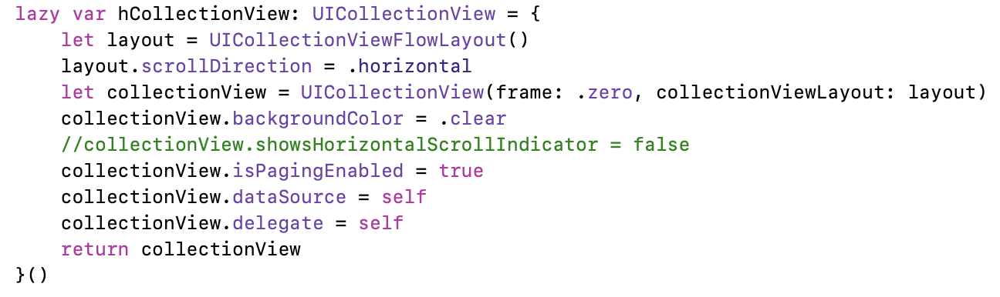 lazy var hCollectionView: UICollectionView = {
    let layout = UICollectionViewFlowLayout()
    layout.scrollDirection = .horizontal
    let collectionView = UICollectionView(frame: .zero, collectionViewLayout: layout)
    collectionView.backgroundColor = .clear
    //collectionView.showsHorizontalScrollIndicator = false
    collectionView.isPagingEnabled = true
    collectionView.dataSource = self
    collectionView.delegate = self
    return collectionView
}()